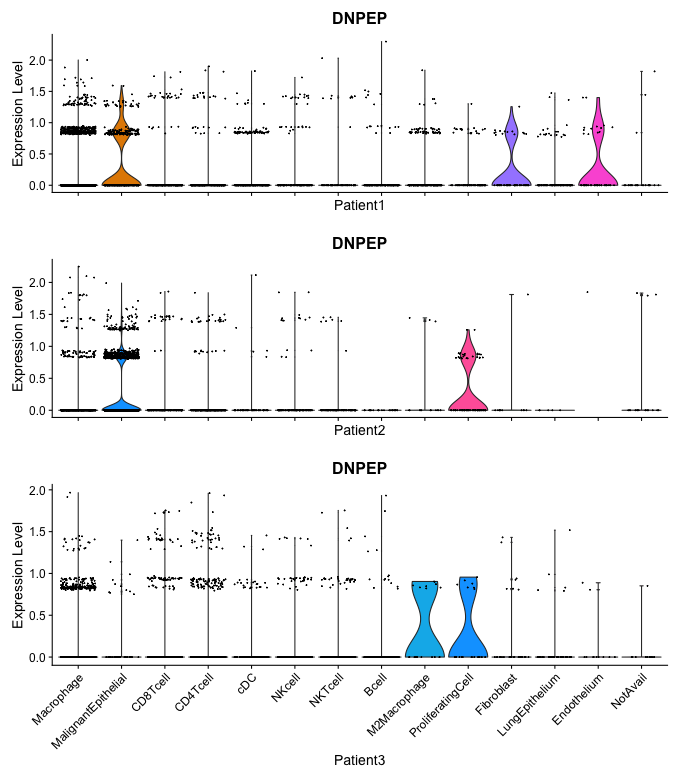 DNPEP
Expression Level
2.0
1.5
1.0
0.5
0.0
Patient1
DNPEP
Expression Level
2.0
1.5
1.0
0.5
0.0
Patient2
DNPEP
Expression Level
2.0
1.5
1.0
0.5
0.0
Macrophage
MalignantEpithelial
CD8Tcell
CD4Tcell
cDC
NKcell
NKTcell
Bcell
M2Macrophage
ProliferatingCell
Fibroblast
LungEpithelium
Endothelium
NotAvail
Patient3